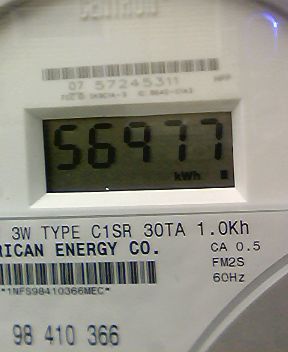 CENTRON
07 57245311
56977
kWh
3W TYPE C1SR 30TA 1.0Kh
RICAN ENERGY CO.
CA 0.5
FM2S
60Hz
*1NFS98410366MEC*
98 410 366